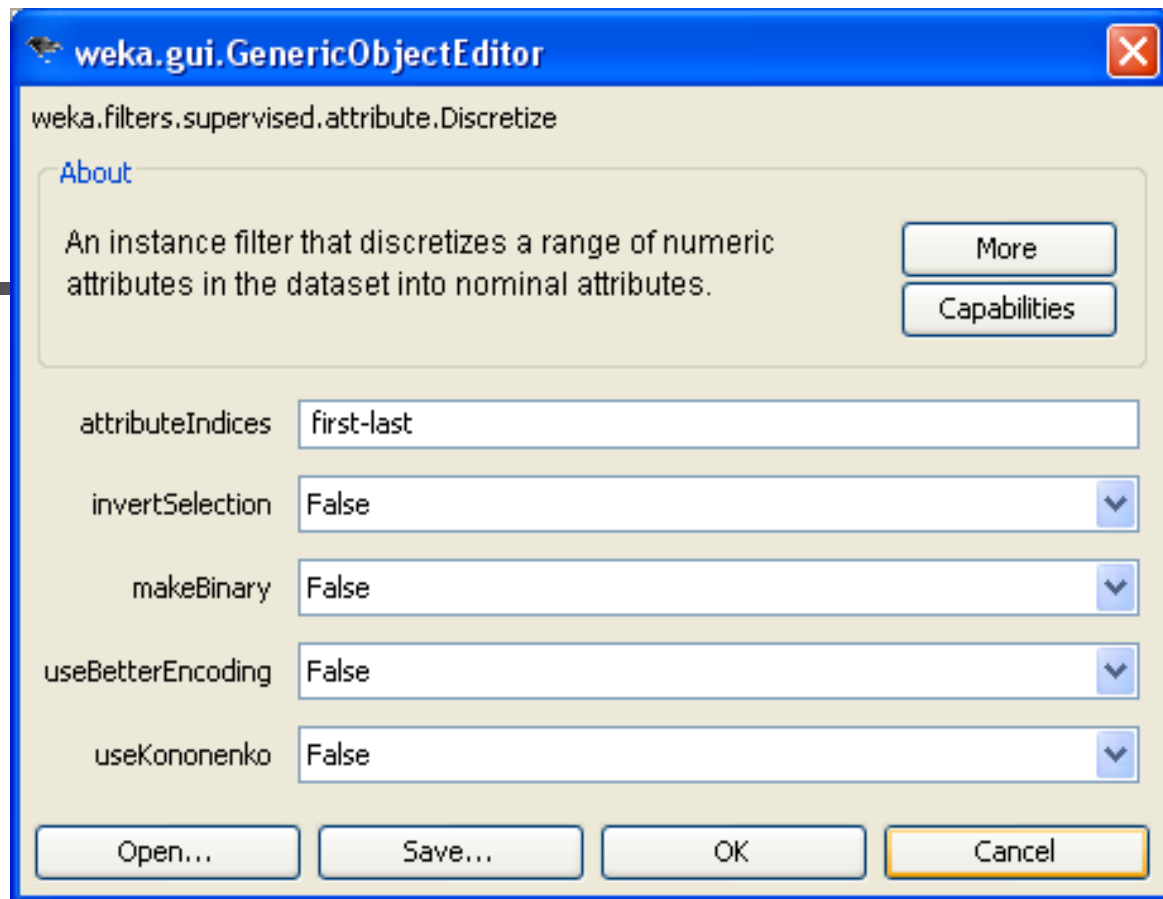 weka.gui.GenericObjectEditor
weka.filters.supervised.attribute.Discretize
About
An instance filter that discretizes a range of numeric
attributes in the dataset into nominal attributes.
More
Capabilities
attributeIndices first-last
invertSelection False
makeBinary False
useBetterEncoding False
useKononenko False
Open... Save... OK Cancel